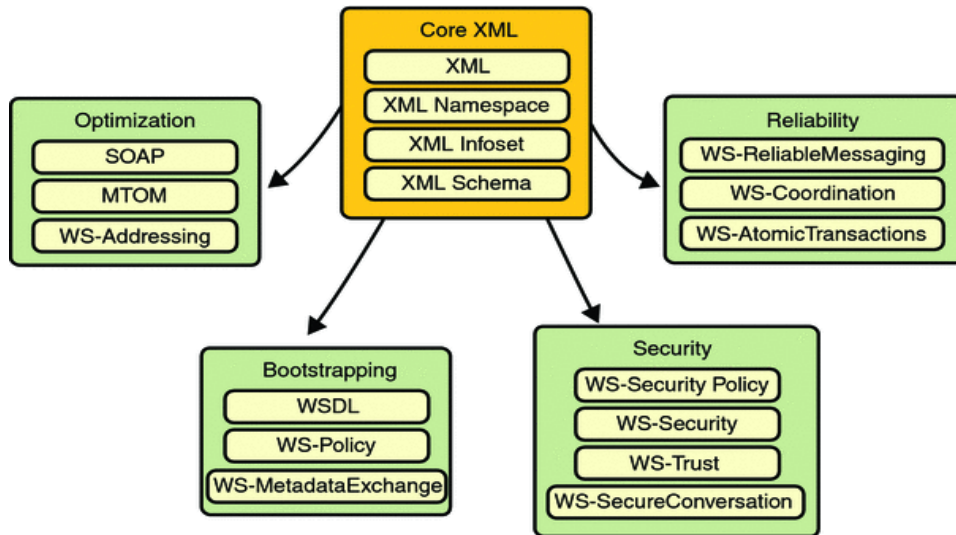 Core XML
XML
XML Namespace
XML Infoset
XML Schema
Optimization
SOAP
MTOM
WS-Addressing
Reliability
WS-ReliableMessaging
WS-Coordination
WS-AtomicTransactions
Bootstrapping
WSDL
WS-Policy
WS-MetadataExchange
Security
WS-Security Policy
WS-Security
WS-Trust
WS-SecureConversation